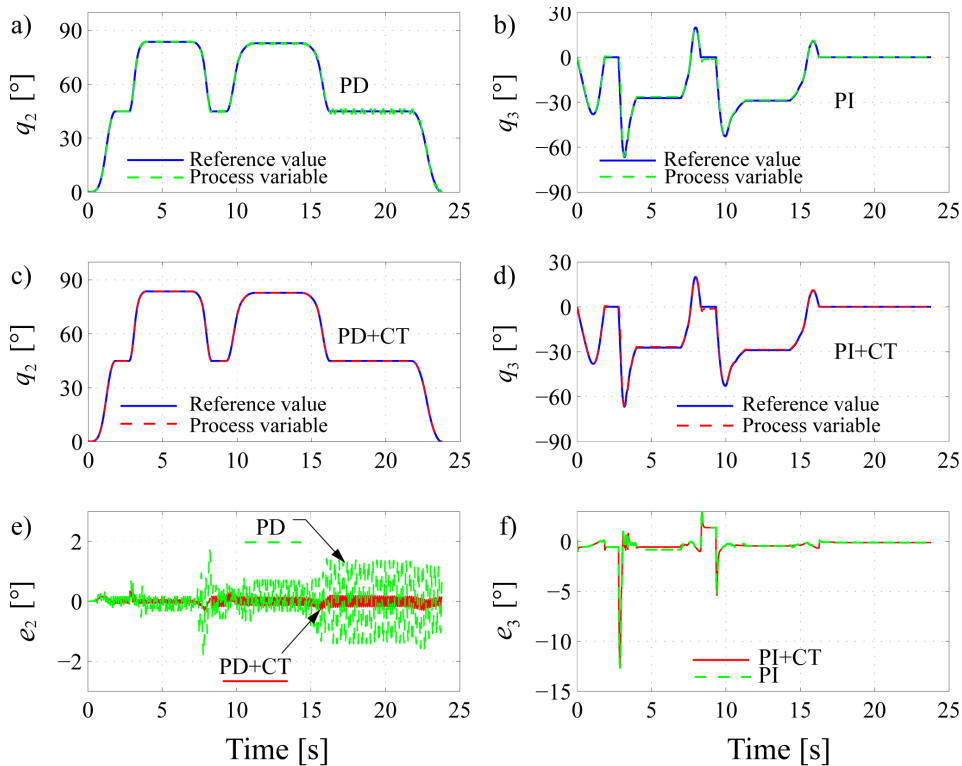 a)
90
60
30
0
q2 [°]
PD
Reference value
Process variable
0 5 10 15 20 25
b)
30
0
−30
−60
−90
q3 [°]
PI
Reference value
Process variable
0 5 10 15 20 25
c)
90
60
30
0
q2 [°]
PD+CT
Reference value
Process variable
0 5 10 15 20 25
d)
30
0
−30
−60
−90
q3 [°]
PI+CT
Reference value
Process variable
0 5 10 15 20 25
e)
2
0
−2
e2 [°]
PD
PD+CT
0 5 10 15 20 25
Time [s]
f)
0
−5
−10
−15
e3 [°]
PI+CT
PI
0 5 10 15 20 25
Time [s]